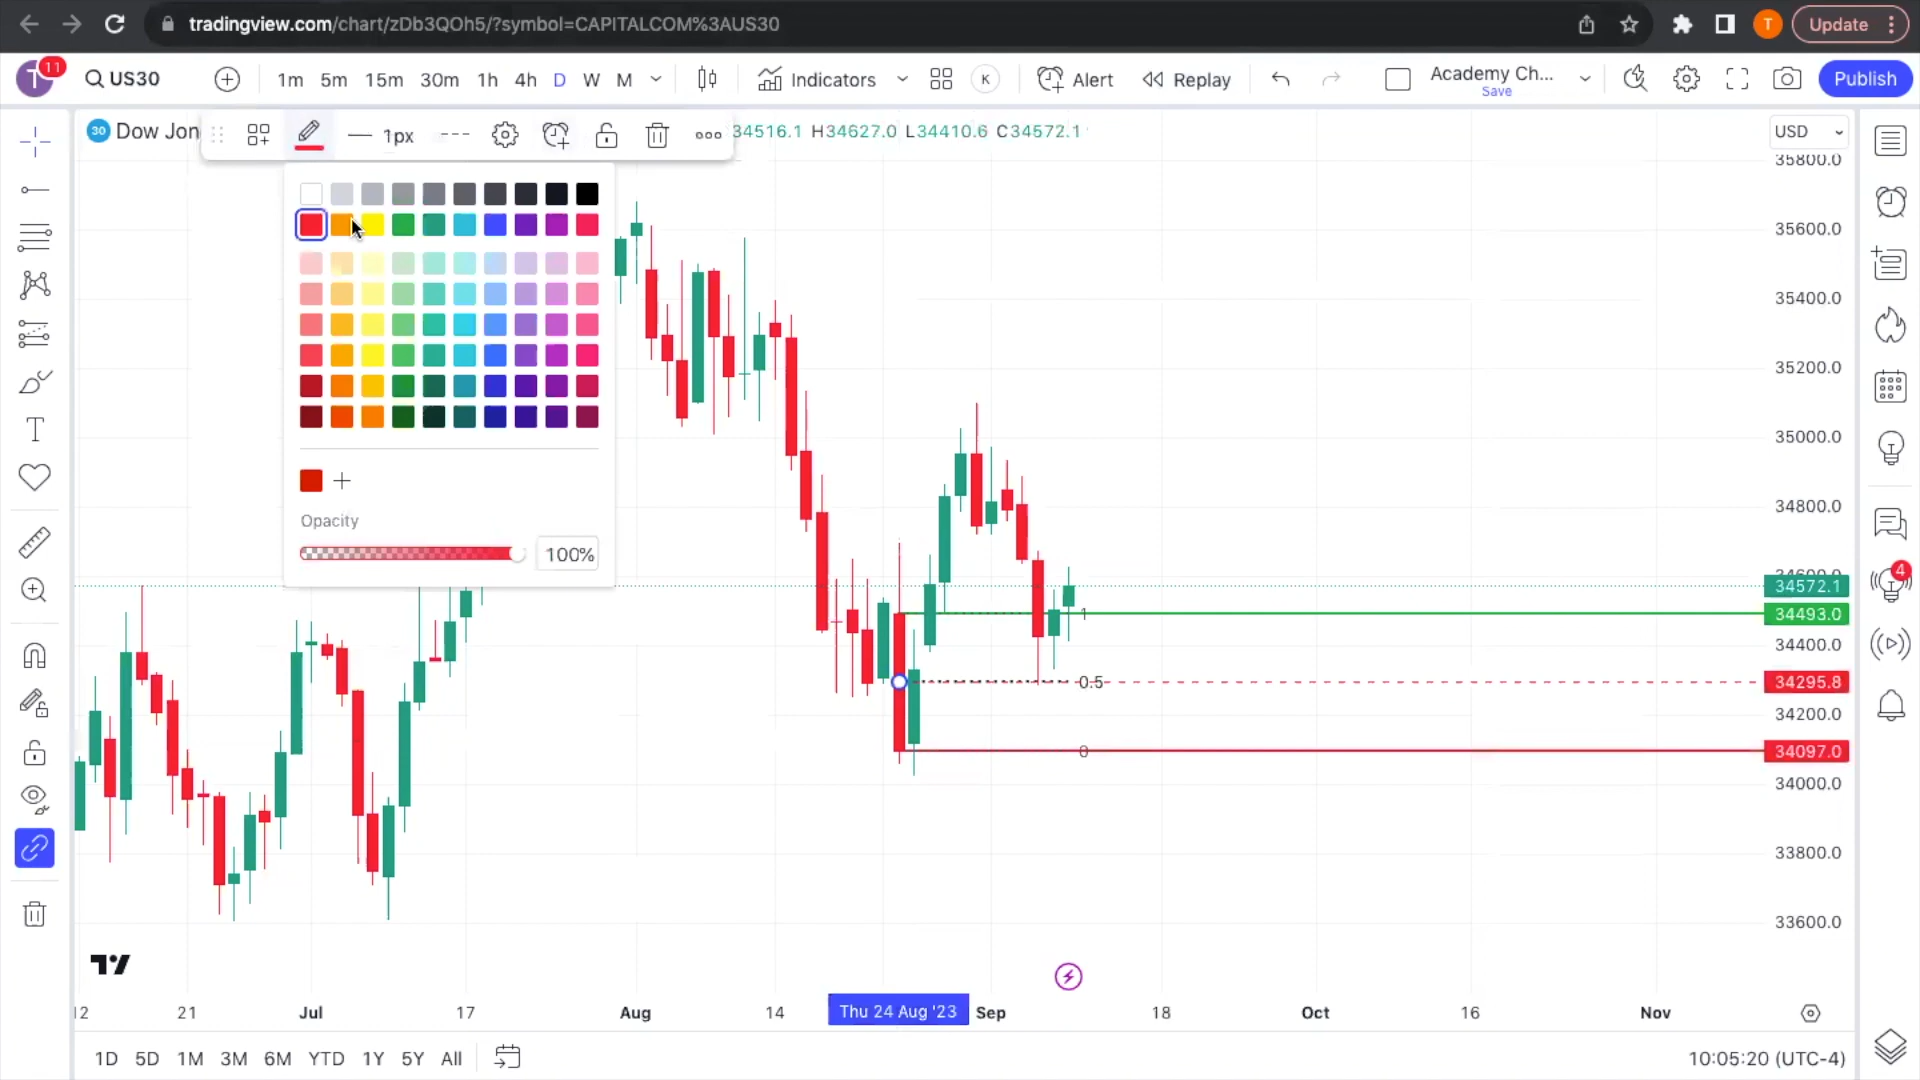 tradingview.com/chart/zDb3QOh5/?symbol=CAPITALCOM%3AUS30
T
Update
T
11
US30
1m 5m 15m 30m 1h 4h D W M
Indicators
K
Alert
Replay
Academy Ch...
Save
Publish
30
Dow Jon
1px
34516.1 H34627.0 L34410.6 C34572.1
USD
35800.0
35600.0
35400.0
35200.0
35000.0
34800.0
34600.0
34572.1
34493.0
34400.0
34295.8
34200.0
34097.0
34000.0
33800.0
33600.0
Opacity
100%
1
0.5
0
4
12 21 Jul 17 Aug 14 Thu 24 Aug '23 Sep 18 Oct 16 Nov
1D 5D 1M 3M 6M YTD 1Y 5Y All
10:05:20 (UTC-4)